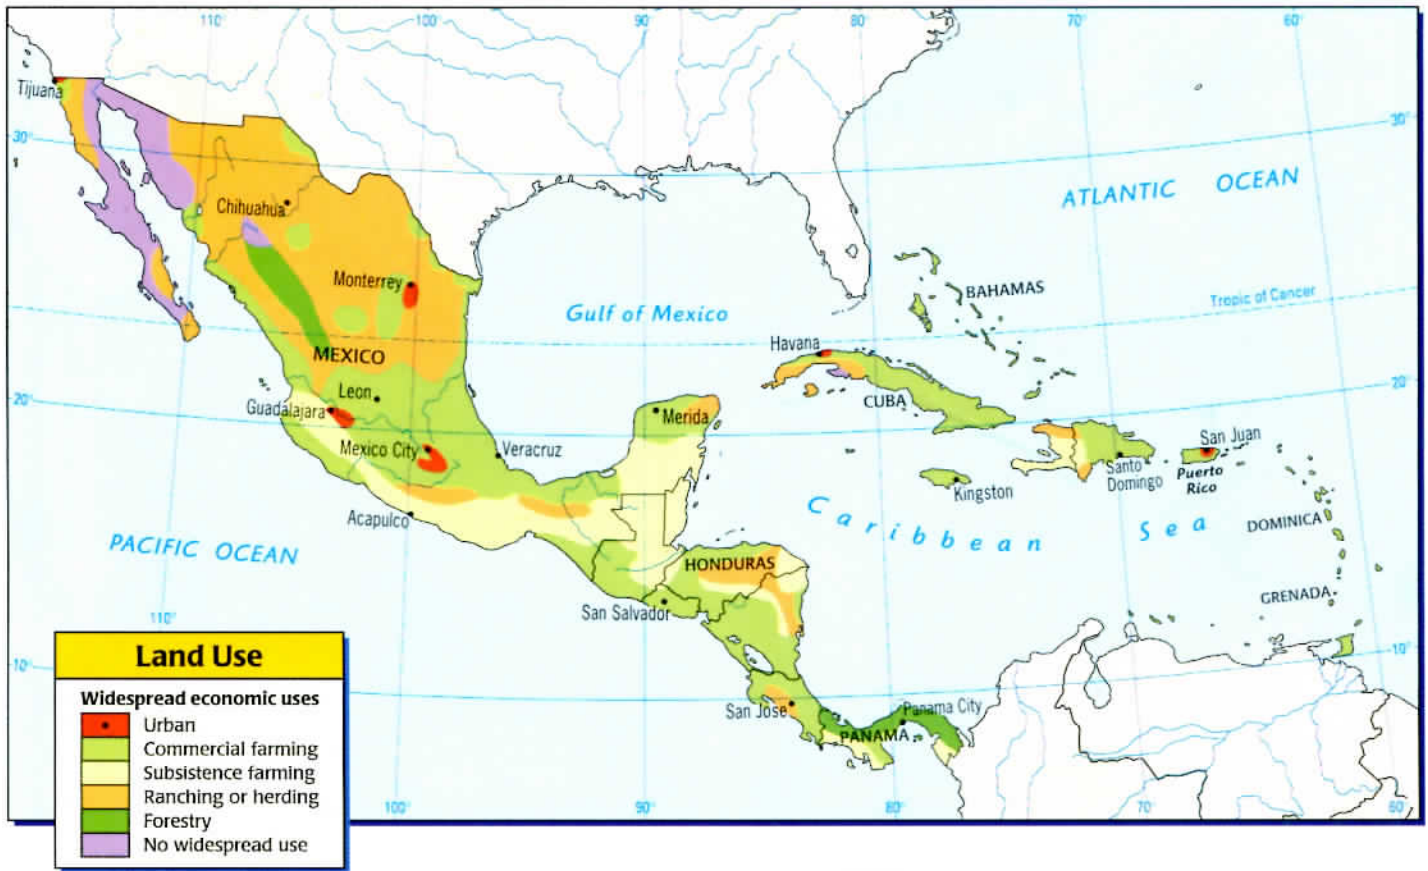 110°
100°
90°
80°
70°
60°
Tijuana
30°
30°
ATLANTIC OCEAN
Chihuahua
Monterrey
BAHAMAS
Gulf of Mexico
Tropic of Cancer
Havana
MEXICO
20°
Leon
CUBA
20°
Guadalajara
Merida
Mexico City
Veracruz
San Juan
Santo
Domingo
Puerto
Rico
Kingston
Acapulco
Caribbean Sea
DOMINICA
PACIFIC OCEAN
HONDURAS
GRENADA
San Salvador
110°
10°
10°
San Jose
Panama City
PANAMA
100°
90°
80°
70°
60°
Land Use
Widespread economic uses
Urban
Commercial farming
Subsistence farming
Ranching or herding
Forestry
No widespread use